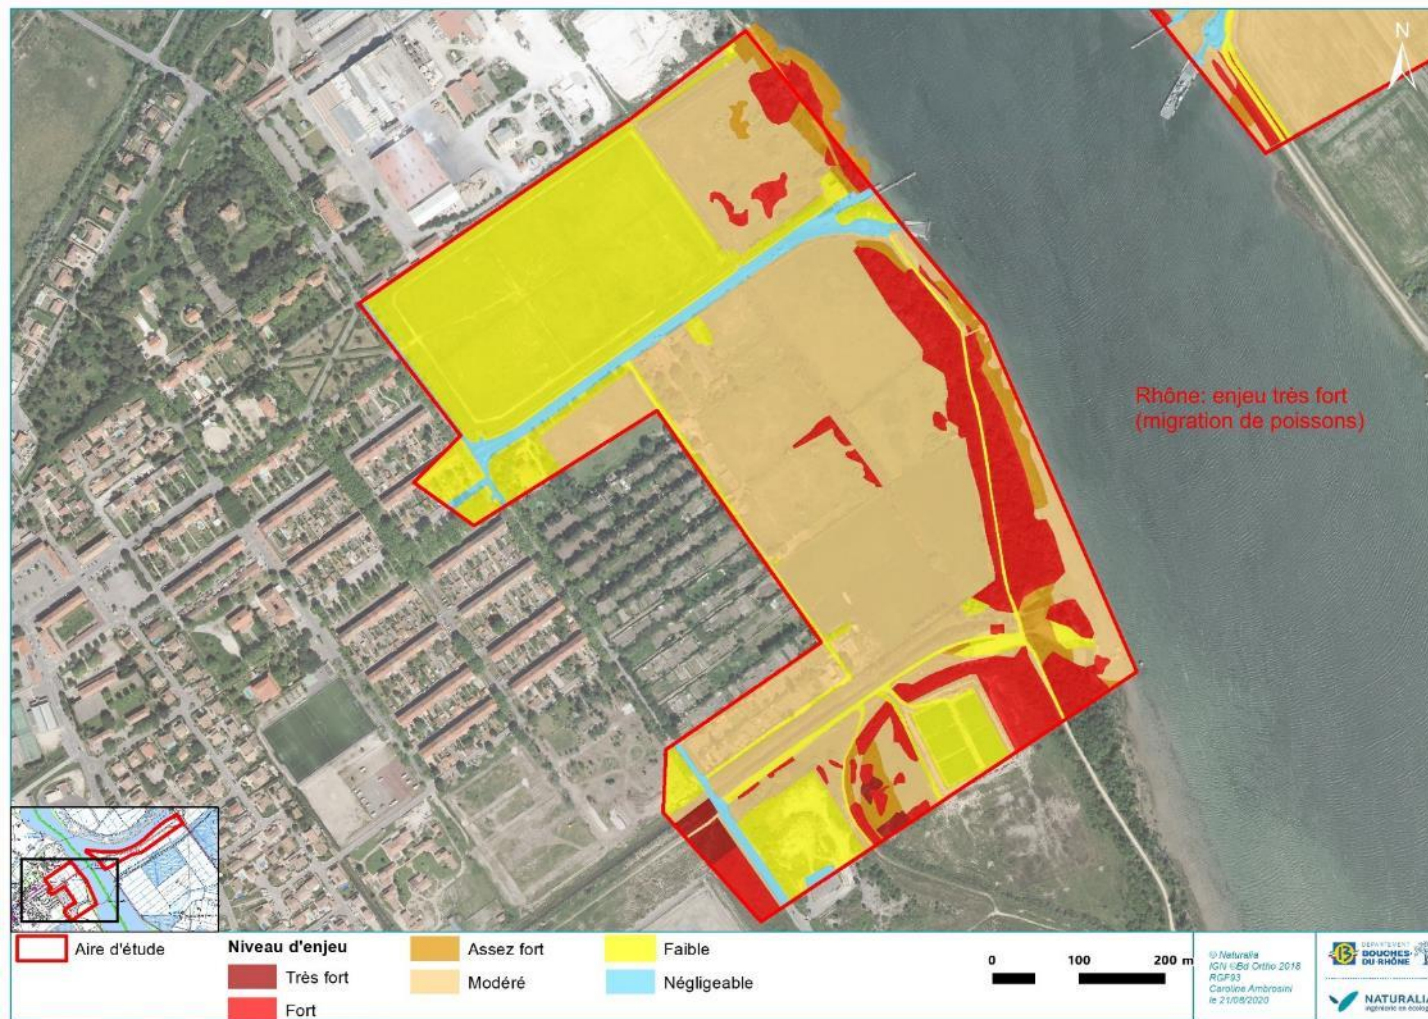 N
Rhône: enjeu très fort
(migration de poissons)
Aire d'étude
Niveau d'enjeu
Très fort
Fort
Assez fort
Modéré
Faible
Négligeable
0 100 200 m
© Naturalia
IGN ©Bd Ortho 2018
RGF93
Caroline Ambrosini
le 21/08/2020
DEPARTEMENT
BOUCHES
DU RHÔNE
NATURALIA